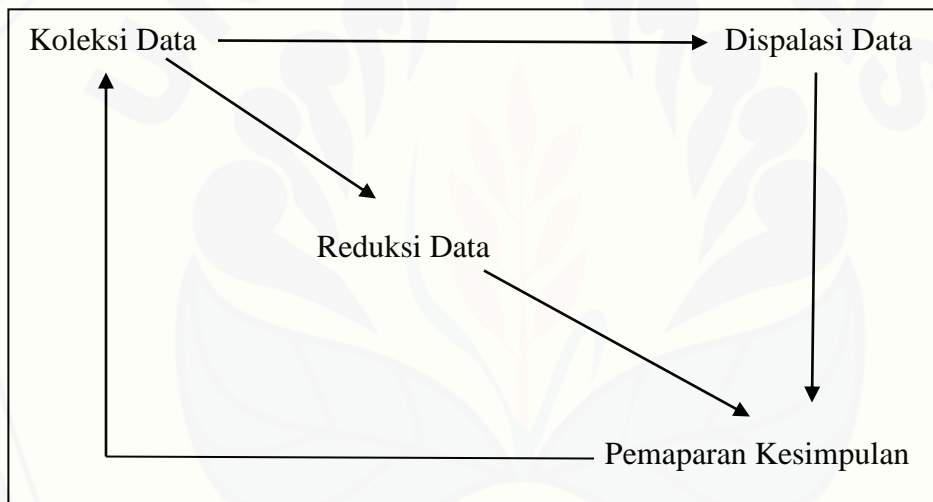 Koleksi Data
Dispalasi Data
Reduksi Data
Pemaparan Kesimpulan